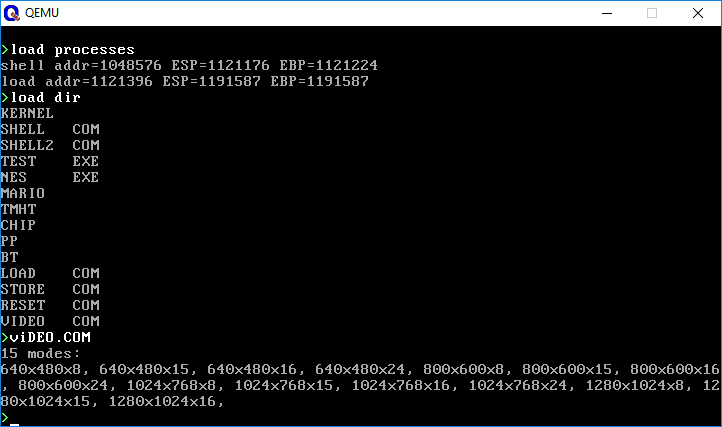 QEMU
>load processes
shell addr=1048576 ESP=1121176 EBP=1121224
load addr=1121396 ESP=1191587 EBP=1191587
>load dir
KERNEL
SHELL   COM
SHELL2  COM
TEST    EXE
NES     EXE
MARIO
TMHT
CHIP
PP
BT
LOAD    COM
STORE   COM
RESET   COM
VIDEO   COM
>viDEO.COM
15 modes:
640x480x8, 640x480x15, 640x480x16, 640x480x24, 800x600x8, 800x600x15, 800x600x16
, 800x600x24, 1024x768x8, 1024x768x15, 1024x768x16, 1024x768x24, 1280x1024x8, 12
80x1024x15, 1280x1024x16,
>_